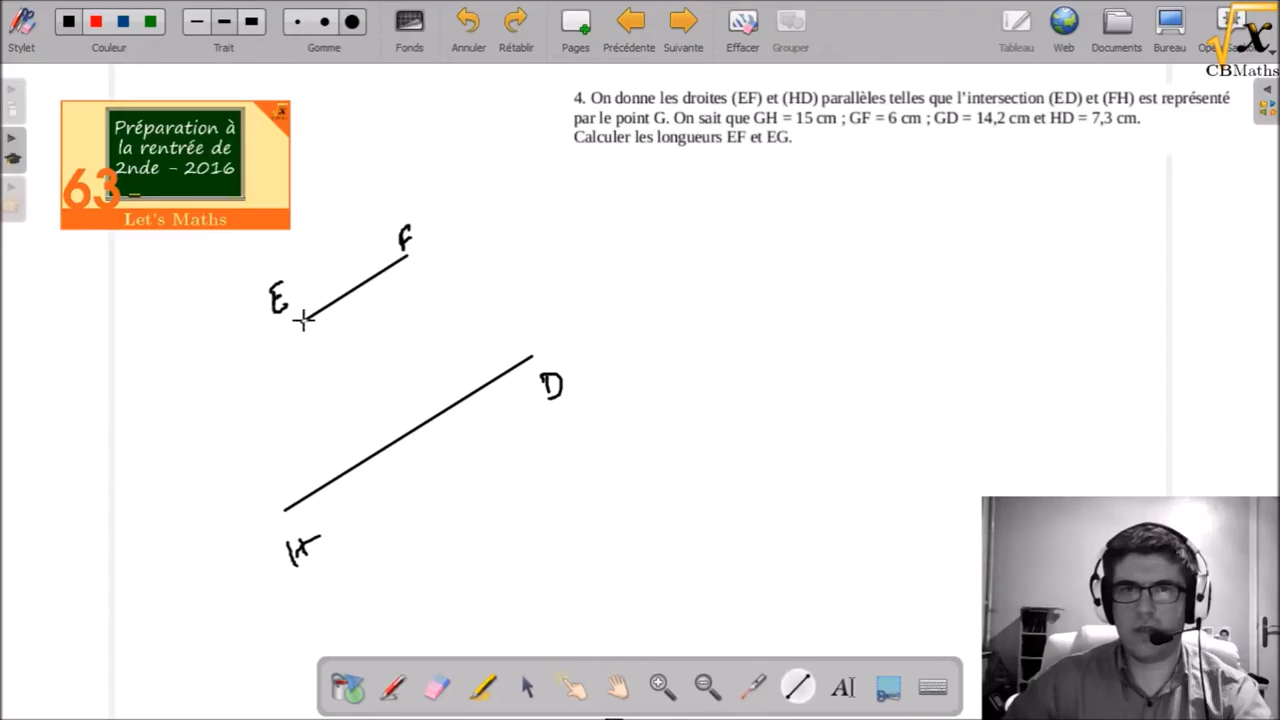 Stylet
Couleur
Trait
Gomme
Fonds
Annuler
Rétablir
Pages
Précédente
Suivante
Effacer
Grouper
Tableau
Web
Documents
Bureau
CBMaths
Préparation à
la rentrée de
2nde - 2016
63
Let's Maths
4. On donne les droites (EF) et (HD) parallèles telles que l'intersection (ED) et (FH) est représenté
par le point G. On sait que GH = 15 cm ; GF = 6 cm ; GD = 14,2 cm et HD = 7,3 cm.
Calculer les longueurs EF et EG.
F
E
D
H
AI